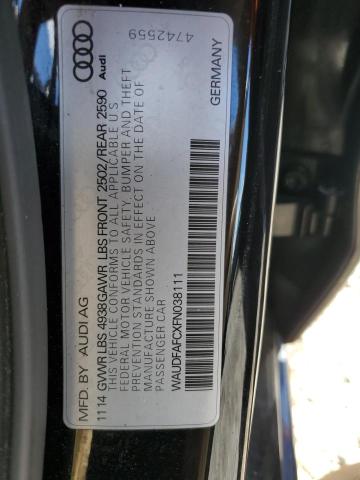 MFD. BY AUDI AG
11 14 GVWR LBS 4938 GAWR LBS FRONT 2502/REAR 2590 Audi
THIS VEHICLE CONFORMS TO ALL APPLICABLE U S
FEDERAL MOTOR VEHICLE SAFETY, BUMPER AND THEFT
PREVENTION STANDARDS IN EFFECT ON THE DATE OF
MANUFACTURE SHOWN ABOVE
PASSENGER CAR
WAUDFAFCXFN038111
4742559
GERMANY